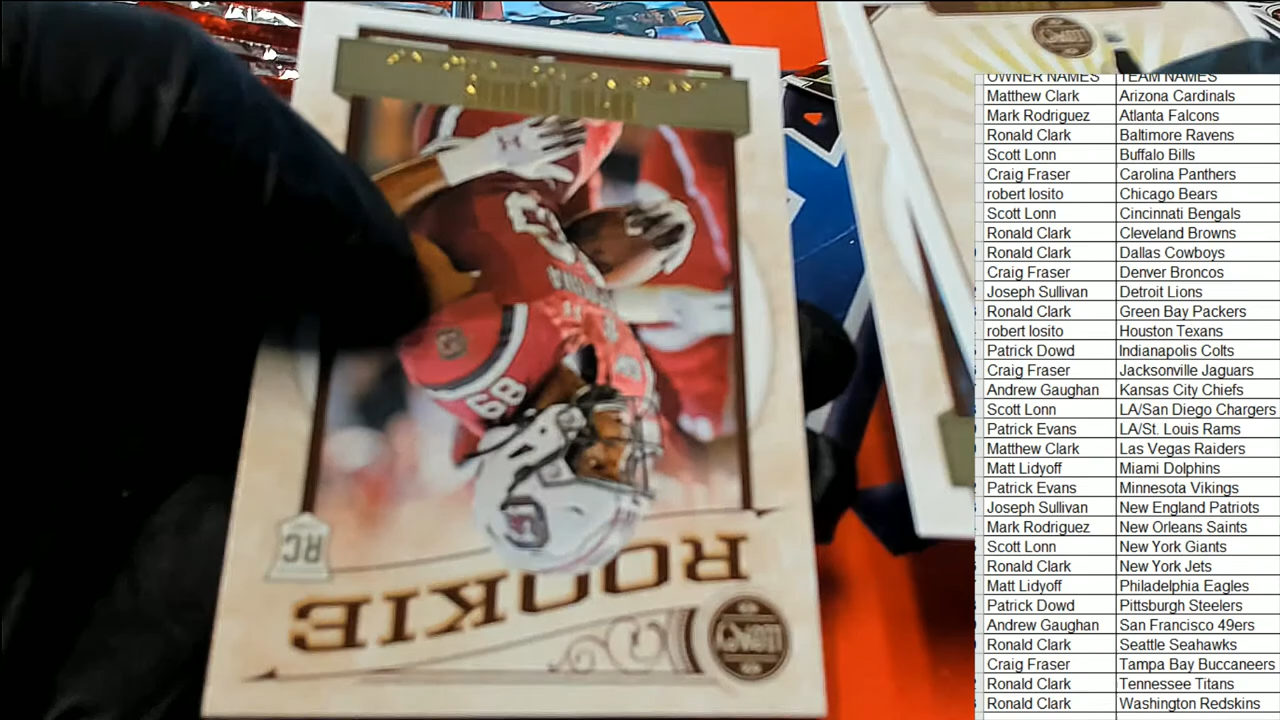 OWNER NAMES TEAM NAMES
Matthew Clark Arizona Cardinals
Mark Rodriguez Atlanta Falcons
Ronald Clark Baltimore Ravens
Scott Lonn Buffalo Bills
Craig Fraser Carolina Panthers
robert losito Chicago Bears
Scott Lonn Cincinnati Bengals
Ronald Clark Cleveland Browns
Ronald Clark Dallas Cowboys
Craig Fraser Denver Broncos
Joseph Sullivan Detroit Lions
Ronald Clark Green Bay Packers
robert losito Houston Texans
Patrick Dowd Indianapolis Colts
Craig Fraser Jacksonville Jaguars
Andrew Gaughan Kansas City Chiefs
Scott Lonn LA/San Diego Chargers
Patrick Evans LA/St. Louis Rams
Matthew Clark Las Vegas Raiders
Matt Lidyoff Miami Dolphins
Patrick Evans Minnesota Vikings
Joseph Sullivan New England Patriots
Mark Rodriguez New Orleans Saints
Scott Lonn New York Giants
Ronald Clark New York Jets
Matt Lidyoff Philadelphia Eagles
Patrick Dowd Pittsburgh Steelers
Andrew Gaughan San Francisco 49ers
Ronald Clark Seattle Seahawks
Craig Fraser Tampa Bay Buccaneers
Ronald Clark Tennessee Titans
Ronald Clark Washington Redskins
ROOKIE
RC
89